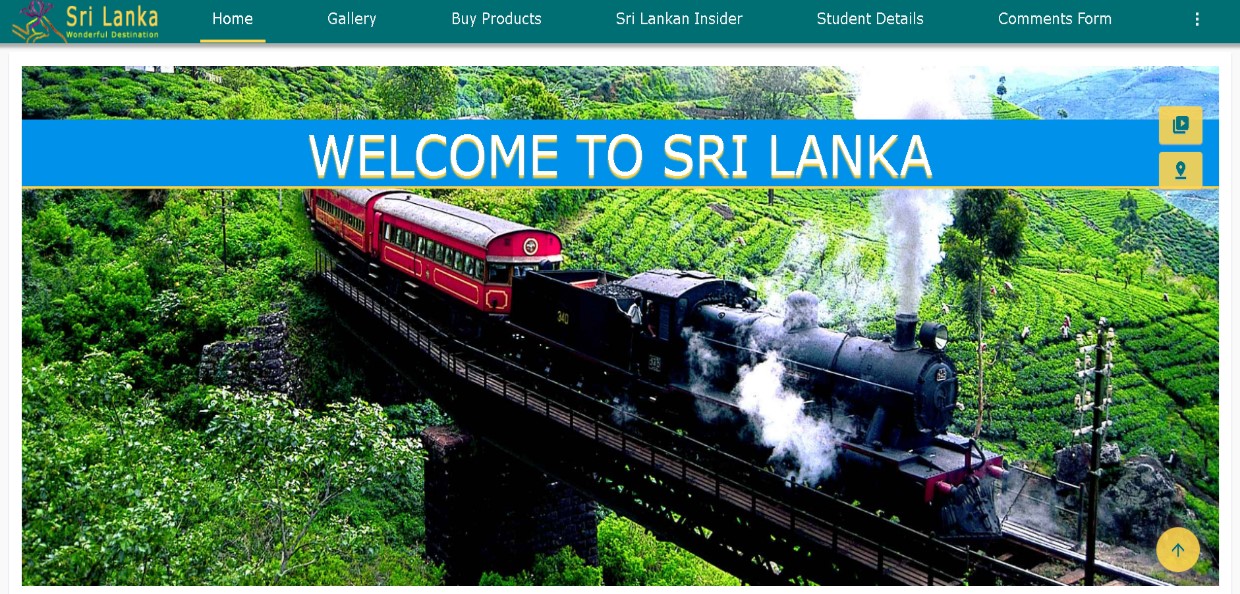 Sri Lanka
Wonderful Destination
Home
Gallery
Buy Products
Sri Lankan Insider
Student Details
Comments Form
WELCOME TO SRI LANKA
340